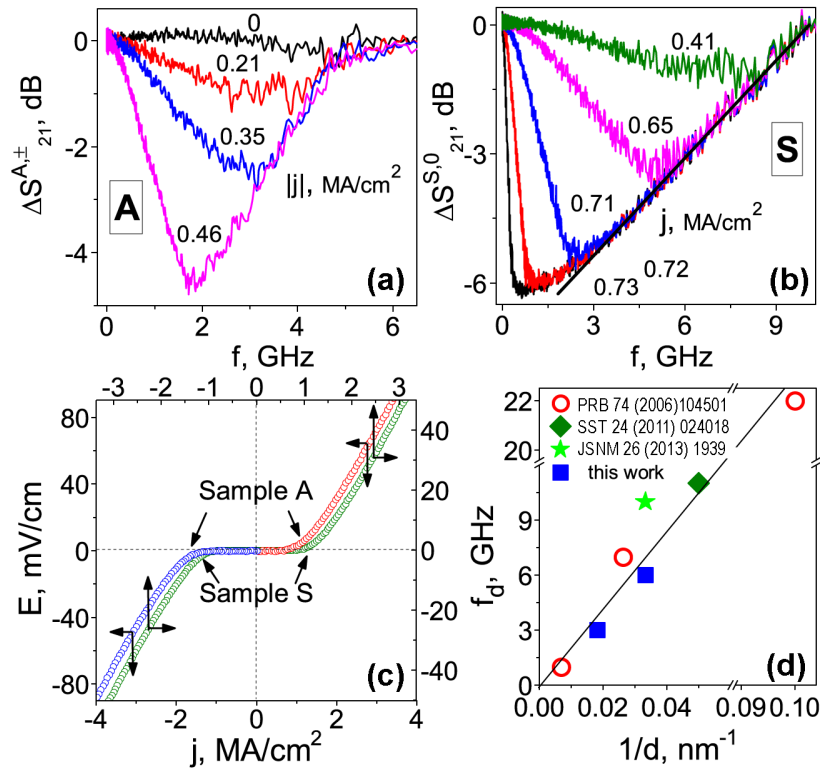 0
0.21
0.35
|j|, MA/cm²
0.46
A
(a)
0
-2
-4
0 2 4 6
f, GHz
ΔS^A,± ₂₁, dB
0.41
0.65
S
0.71
j, MA/cm²
0.72
0.73
(b)
0
-3
-6
0 3 6 9
f, GHz
ΔS^S,0 ₂₁, dB
-3 -2 -1 0 1 2 3
80
40
0
-40
-80
40
20
0
-20
-40
Sample A
Sample S
(c)
-4 -2 0 2 4
j, MA/cm²
E, mV/cm
22
20
9
6
3
0
PRB 74 (2006)104501
SST 24 (2011) 024018
JSNM 26 (2013) 1939
this work
(d)
0.00 0.02 0.04 0.09 0.10
1/d, nm⁻¹
f_d, GHz